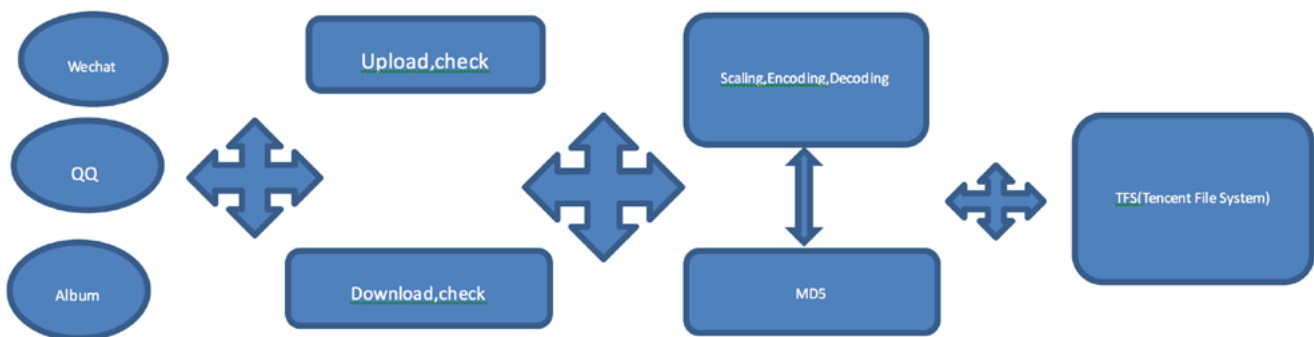 Wechat
QQ
Album
Upload,check
Download,check
Scaling,Encoding,Decoding
MD5
TFS(Tencent File System)